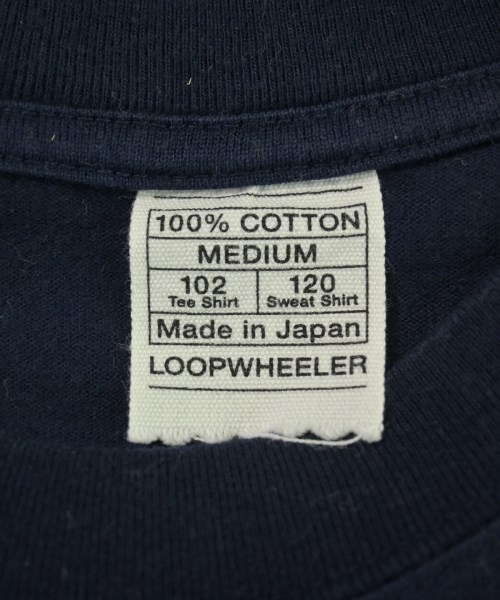 100% COTTON
MEDIUM
102 120
Tee Shirt Sweat Shirt
Made in Japan
LOOPWHEELER